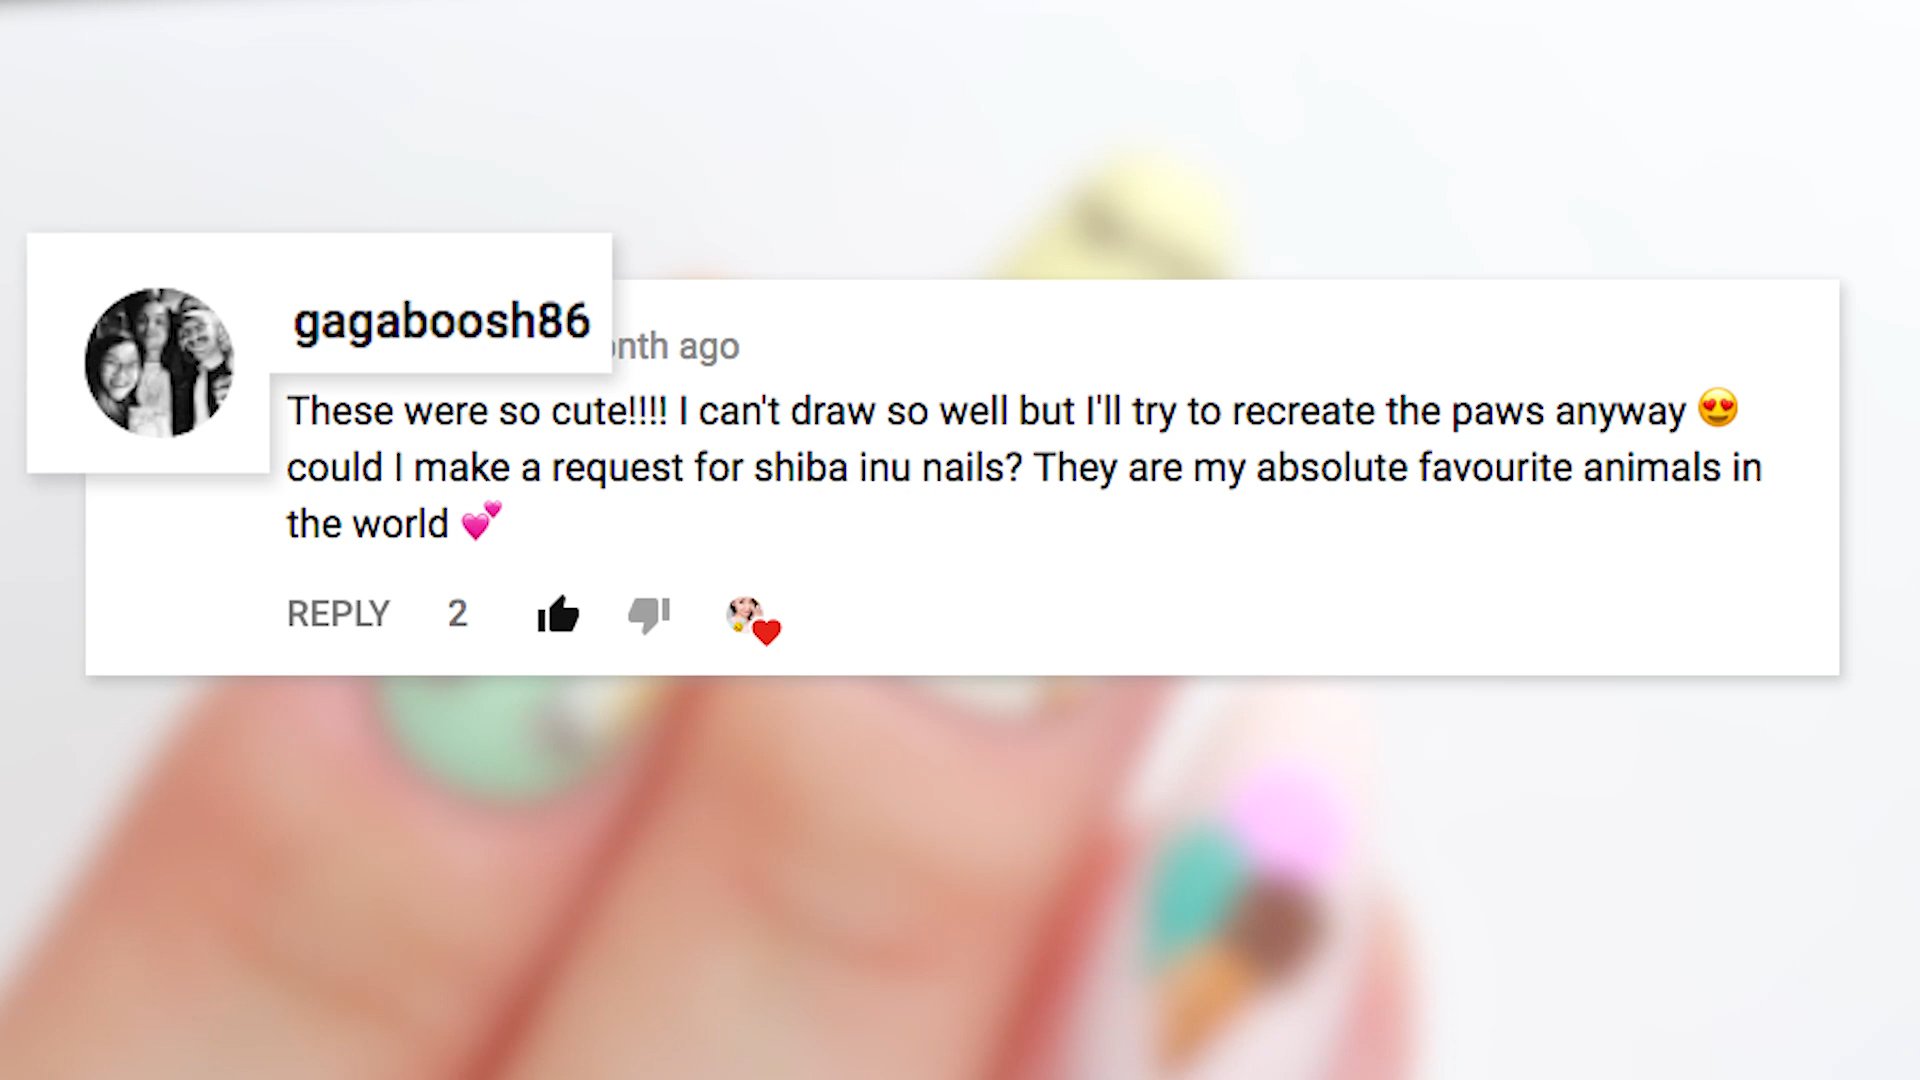 gagaboosh86
ago
These were so cute!!!! I can't draw so well but I'll try to recreate the paws anyway 😍
could I make a request for shiba inu nails? They are my absolute favourite animals in
the world 💕
REPLY 2